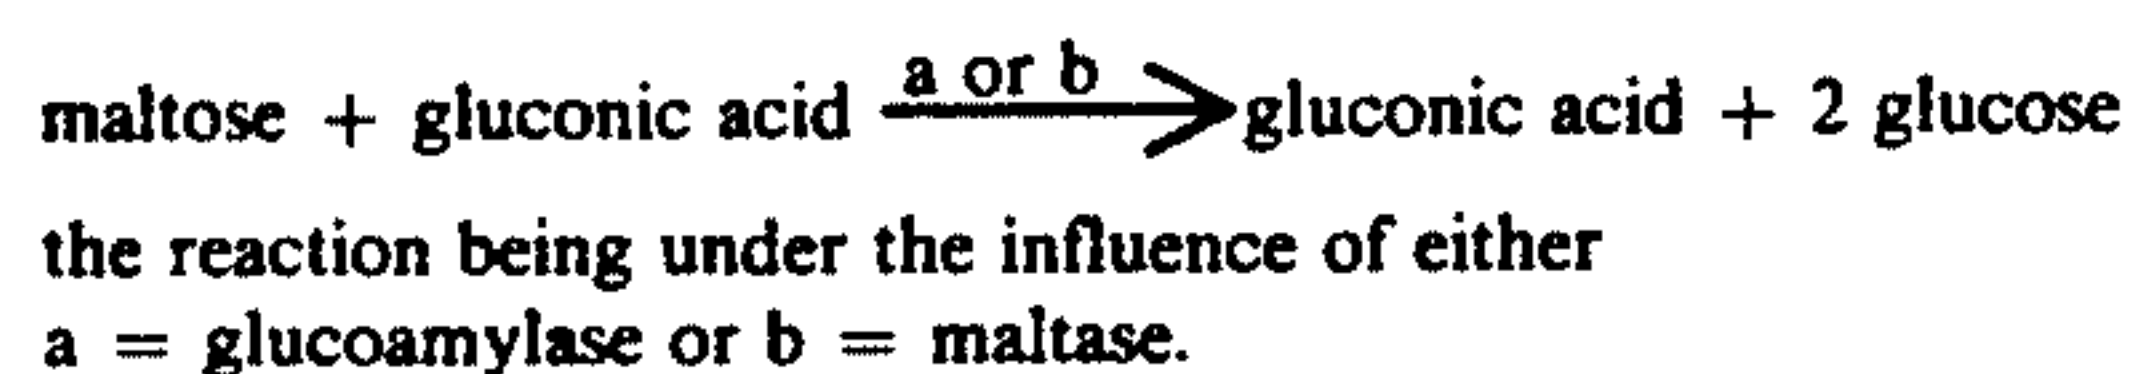 maltose + gluconic acid a or b → gluconic acid + 2 glucose
the reaction being under the influence of either
a = glucoamylase or b = maltase.